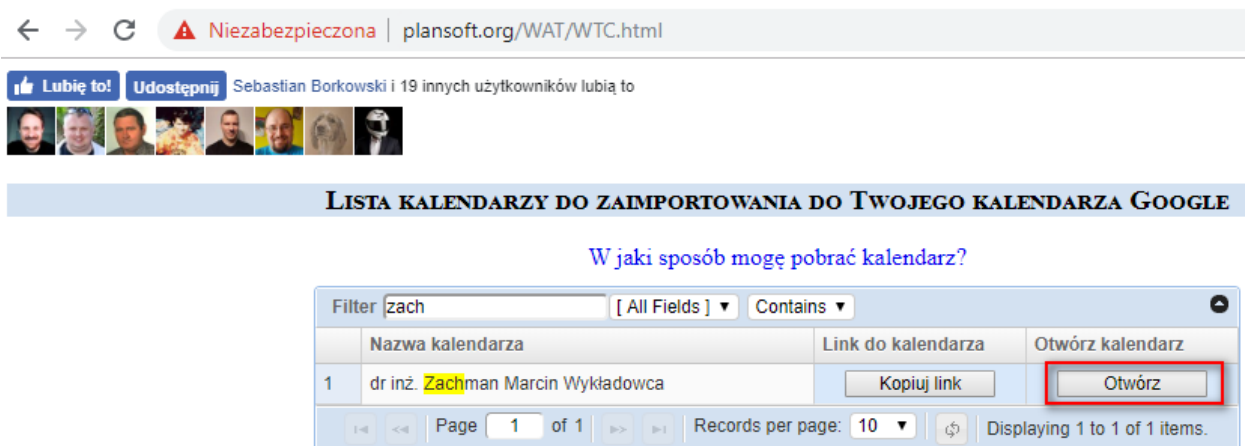 Niezabezpieczona | plansoft.org/WAT/WTC.html
Lubię to! Udostępnij Sebastian Borkowski i 19 innych użytkowników lubią to
Lista kalendarzy do zaimportowania do Twojego kalendarza Google
W jaki sposób mogę pobrać kalendarz?
Filter zach [ All Fields ] Contains
Nazwa kalendarza Link do kalendarza Otwórz kalendarz
1 dr inż. Zachman Marcin Wykładowca Kopiuj link Otwórz
Page 1 of 1 Records per page: 10 Displaying 1 to 1 of 1 items.